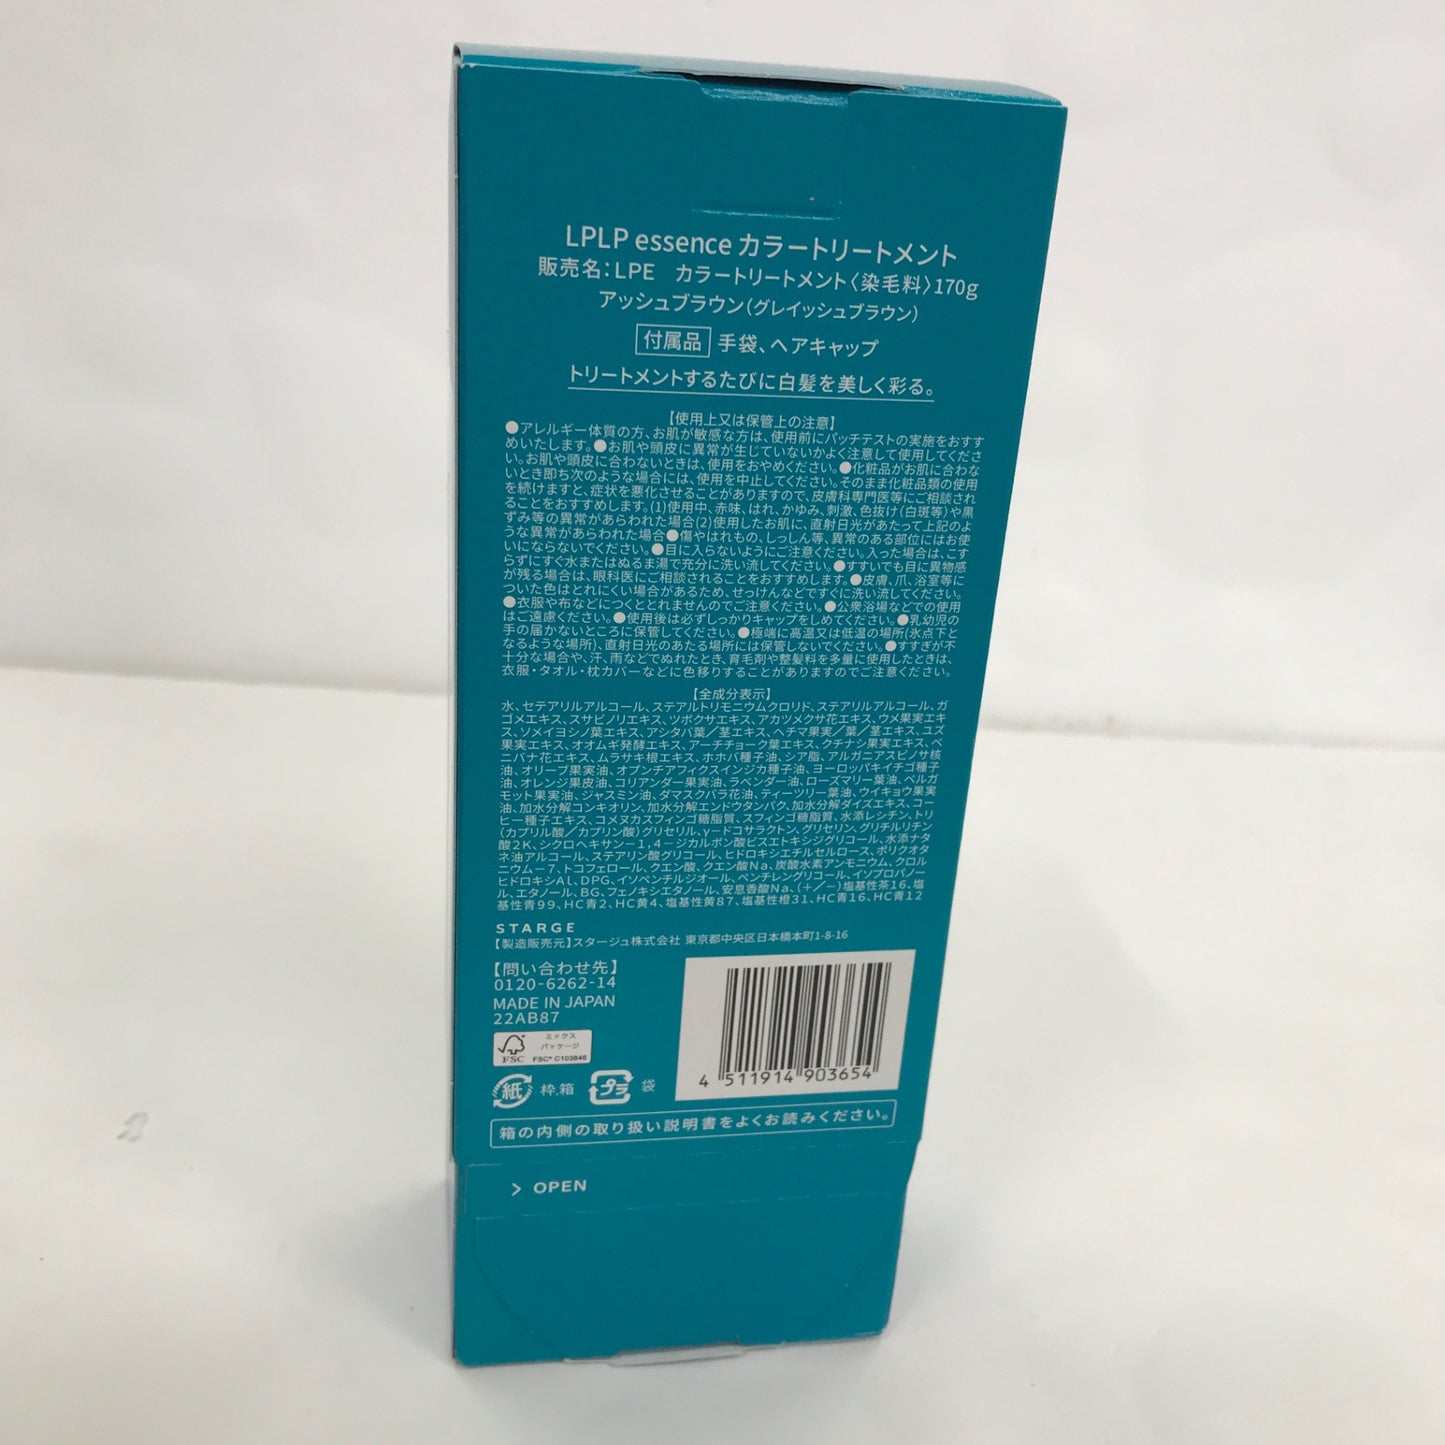 LPLP essence カラートリートメント
販売名：LPE　カラートリートメント〈染毛料〉170g
アッシュブラウン（グレイッシュブラウン）
付属品 手袋、ヘアキャップ
トリートメントするたびに白髪を美しく彩る。
【使用上又は保管上の注意】
●アレルギー体質の方、お肌が敏感な方は、使用前にパッチテストの実施をおすす
めいたします。●お肌や頭皮に異常が生じていないかよく注意して使用してくださ
い。お肌や頭皮に合わないときは、使用をおやめください。●化粧品がお肌に合わな
いとき即ち次のような場合には、使用を中止してください。そのまま化粧品類の使用
を続けますと、症状を悪化させることがありますので、皮膚科専門医等にご相談され
ることをおすすめします。(1)使用中、赤味、はれ、かゆみ、刺激、色抜け（白斑等）や黒
ずみ等の異常があらわれた場合(2)使用したお肌に、直射日光があたって上記のよ
うな異常があらわれた場合●傷やはれもの、しっしん等、異常のある部位にはお使
いにならないでください。●目に入らないようにご注意ください。入った場合は、こす
らずにすぐ水またはぬるま湯で充分に洗い流してください。●すすいでも目に異物感
が残る場合は、眼科医にご相談されることをおすすめします。●皮膚、爪、浴室等に
ついた色はとれにくい場合があるため、せっけんなどですぐに洗い流してください。
●衣服や布などにつくととれませんのでご注意ください。●公衆浴場などでの使用
はご遠慮ください。●使用後は必ずしっかりキャップをしめてください。●乳幼児の
手の届かないところに保管してください。●極端に高温又は低温の場所（氷点下と
なるような場所）、直射日光のあたる場所には保管しないでください。●すすぎが不
十分な場合や、汗、雨などでぬれたとき、育毛剤や整髪料を多量に使用したときは、
衣服・タオル・枕カバーなどに色移りすることがありますのでご注意ください。
【全成分表示】
水、セテアリルアルコール、ステアルトリモニウムクロリド、ステアリルアルコール、ガ
ゴメエキス、スサビノリエキス、ツボクサエキス、アカツメクサ花エキス、ウメ果実エキ
ス、ソメイヨシノ葉エキス、アシタバ葉／茎エキス、ヘチマ果実／葉／茎エキス、ユズ
果実エキス、オオムギ発酵エキス、アーチチョーク葉エキス、クチナシ果実エキス、ベ
ニバナ花エキス、ムラサキ根エキス、ホホバ種子油、シア脂、アルガニアスピノサ核
油、オリーブ果実油、オプンチアフィクスインジカ種子油、ヨーロッパキイチゴ種子
油、オレンジ果皮油、コリアンダー果実油、ラベンダー油、ローズマリー葉油、ベルガ
モット果実油、ジャスミン油、ダマスクバラ花油、ティーツリー葉油、ウイキョウ果実
油、加水分解コンキオリン、加水分解エンドウタンパク、加水分解ダイズエキス、コー
ヒー種子エキス、コメヌカスフィンゴ糖脂質、スフィンゴ糖脂質、水添レシチン、トリ
（カプリル酸／カプリン酸）グリセリル、γ－ドコサラクトン、グリセリン、グリチルリチン
酸２Ｋ、シクロヘキサン－１，４－ジカルボン酸ビスエトキシジグリコール、水添ナタ
ネ油アルコール、ステアリン酸グリコール、ヒドロキシエチルセルロース、ポリクオタ
ニウム－７、トコフェロール、クエン酸、クエン酸Na、炭酸水素アンモニウム、クロル
ヒドロキシＡＬ、DPG、イソペンチルジオール、ペンチレングリコール、イソプロパノー
ル、エタノール、BG、フェノキシエタノール、安息香酸Na、（＋／－）塩基性茶16、塩
基性青９９、HC青２、HC黄４、塩基性黄８７、塩基性橙３１、HC青１６、HC青１２
STARGE
【製造販売元】スタージュ株式会社 東京都中央区日本橋本町1-8-16
【問い合わせ先】
0120-6262-14
MADE IN JAPAN
22AB87
ミックス
パッケージ
FSC FSC® C103846
紙 枠、箱 プラ 袋
4 511914 903654
箱の内側の取り扱い説明書をよくお読みください。
> OPEN